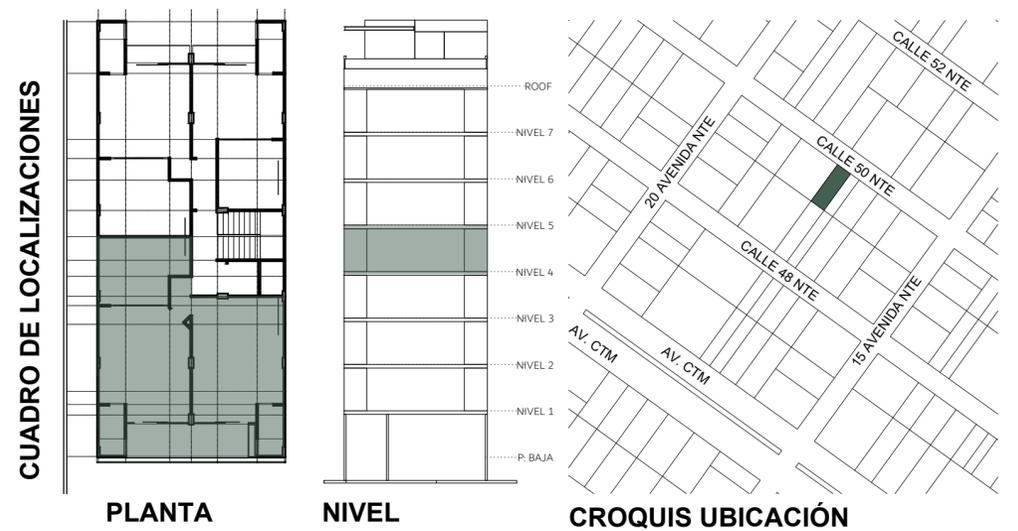 CUADRO DE LOCALIZACIONES
PLANTA
ROOF
NIVEL 7
NIVEL 6
NIVEL 5
NIVEL 4
NIVEL 3
NIVEL 2
NIVEL 1
P. BAJA
NIVEL
CALLE 52 NTE
20 AVENIDA NTE
CALLE 50 NTE
CALLE 48 NTE
15 AVENIDA NTE
AV. CTM
AV. CTM
CROQUIS UBICACIÓN